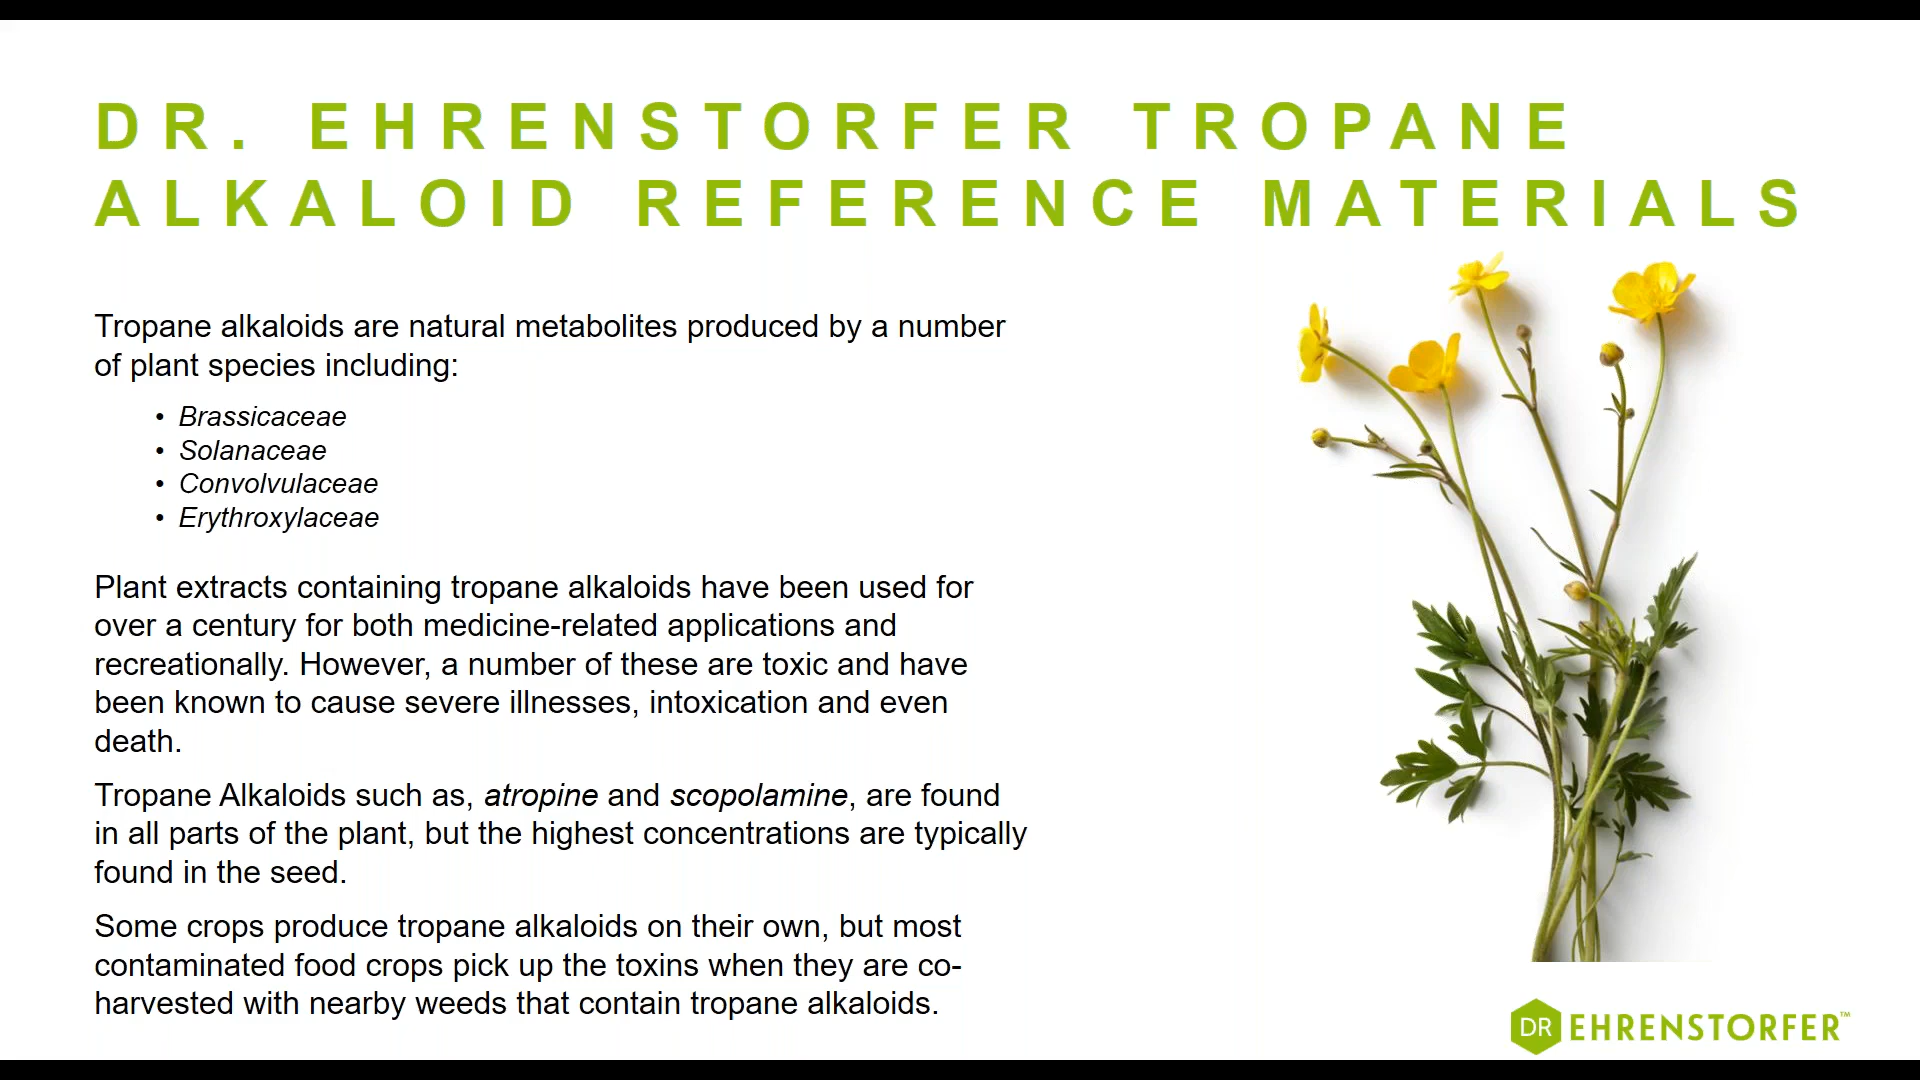 DR. EHRENSTORFER TROPANE
ALKALOID REFERENCE MATERIALS
Tropane alkaloids are natural metabolites produced by a number
of plant species including:
• Brassicaceae
• Solanaceae
• Convolvulaceae
• Erythroxylaceae
Plant extracts containing tropane alkaloids have been used for
over a century for both medicine-related applications and
recreationally. However, a number of these are toxic and have
been known to cause severe illnesses, intoxication and even
death.
Tropane Alkaloids such as, atropine and scopolamine, are found
in all parts of the plant, but the highest concentrations are typically
found in the seed.
Some crops produce tropane alkaloids on their own, but most
contaminated food crops pick up the toxins when they are co-
harvested with nearby weeds that contain tropane alkaloids.
DR EHRENSTORFER™